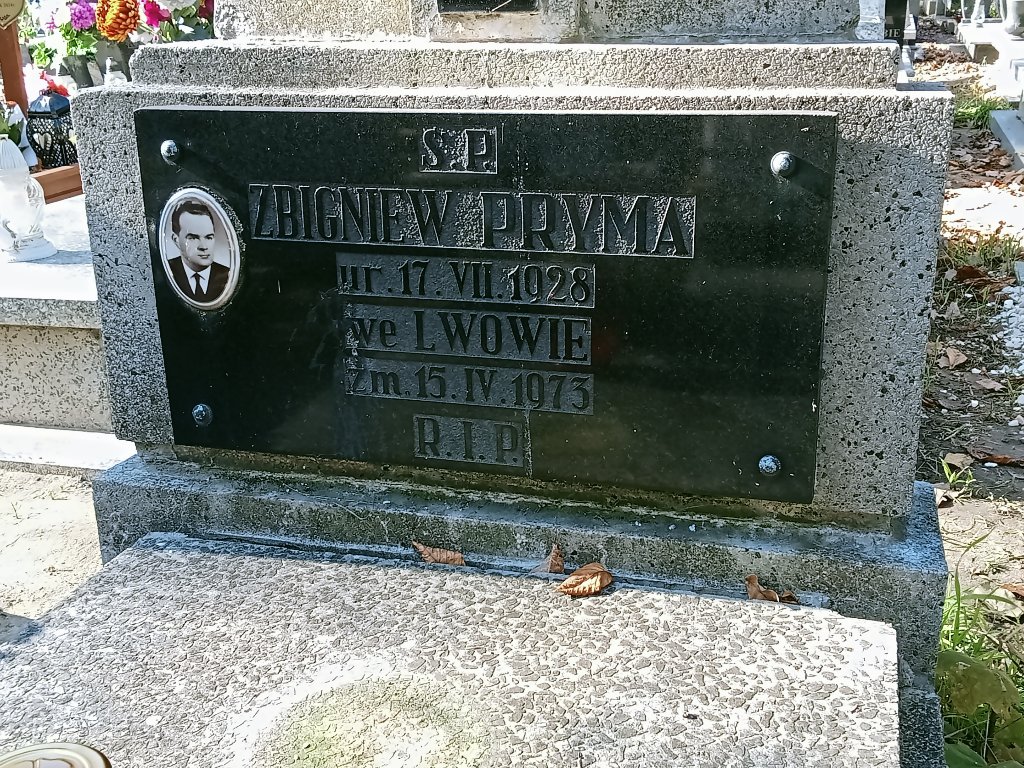 Ś.P.
ZBIGNIEW PRYMA
ur. 17. VII. 1928
we LWOWIE
zm. 15. IV. 1973
R.I.P.